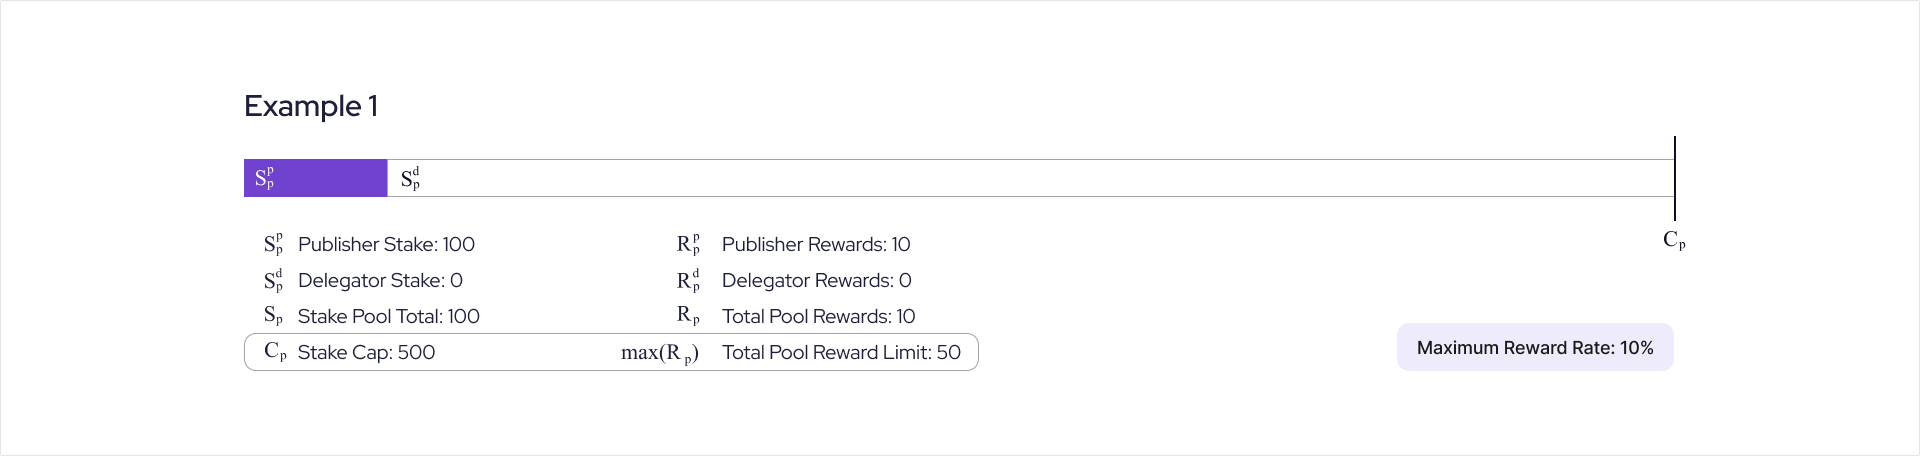 Example 1
S_p^p S_p^d
C_p
S_p^p Publisher Stake: 100 R_p^p Publisher Rewards: 10
S_p^d Delegator Stake: 0 R_p^d Delegator Rewards: 0
S_p Stake Pool Total: 100 R_p Total Pool Rewards: 10
C_p Stake Cap: 500 max(R_p) Total Pool Reward Limit: 50
Maximum Reward Rate: 10%